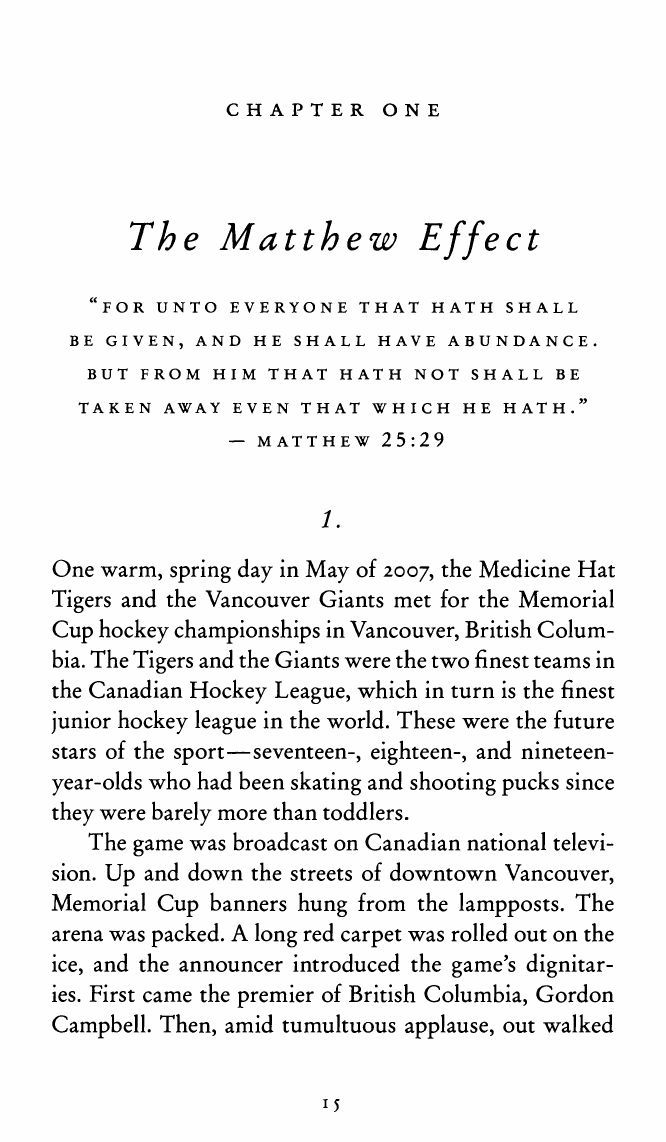 CHAPTER ONE
The Matthew Effect
“FOR UNTO EVERYONE THAT HATH SHALL
BE GIVEN, AND HE SHALL HAVE ABUNDANCE.
BUT FROM HIM THAT HATH NOT SHALL BE
TAKEN AWAY EVEN THAT WHICH HE HATH.”
— MATTHEW 25:29
1.
One warm, spring day in May of 2007, the Medicine Hat
Tigers and the Vancouver Giants met for the Memorial
Cup hockey championships in Vancouver, British Colum-
bia. The Tigers and the Giants were the two finest teams in
the Canadian Hockey League, which in turn is the finest
junior hockey league in the world. These were the future
stars of the sport—seventeen-, eighteen-, and nineteen-
year-olds who had been skating and shooting pucks since
they were barely more than toddlers.
The game was broadcast on Canadian national televi-
sion. Up and down the streets of downtown Vancouver,
Memorial Cup banners hung from the lampposts. The
arena was packed. A long red carpet was rolled out on the
ice, and the announcer introduced the game’s dignitar-
ies. First came the premier of British Columbia, Gordon
Campbell. Then, amid tumultuous applause, out walked
15